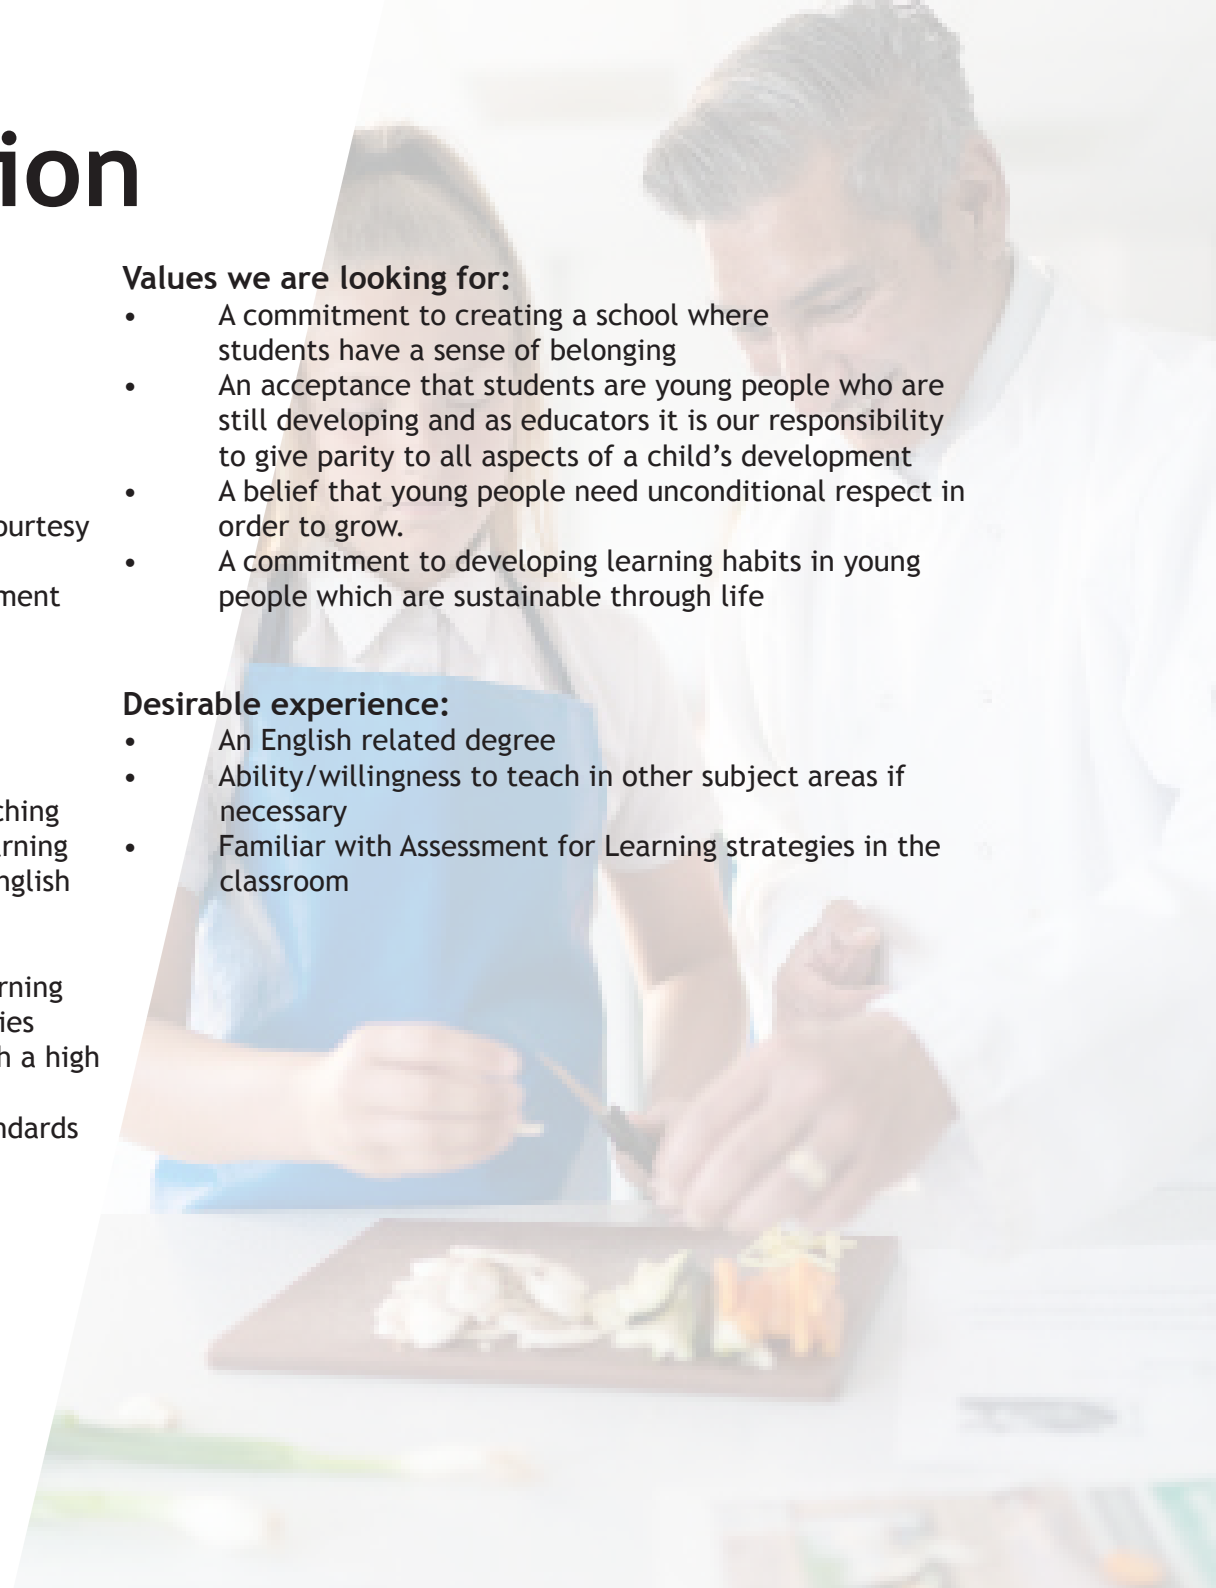 ion
ourtesy
ment
ching
rning
nglish
rning
ies
h a high
ndards
Values we are looking for:
• A commitment to creating a school where
students have a sense of belonging
• An acceptance that students are young people who are
still developing and as educators it is our responsibility
to give parity to all aspects of a child’s development
• A belief that young people need unconditional respect in
order to grow.
• A commitment to developing learning habits in young
people which are sustainable through life
Desirable experience:
• An English related degree
• Ability/willingness to teach in other subject areas if
necessary
• Familiar with Assessment for Learning strategies in the
classroom